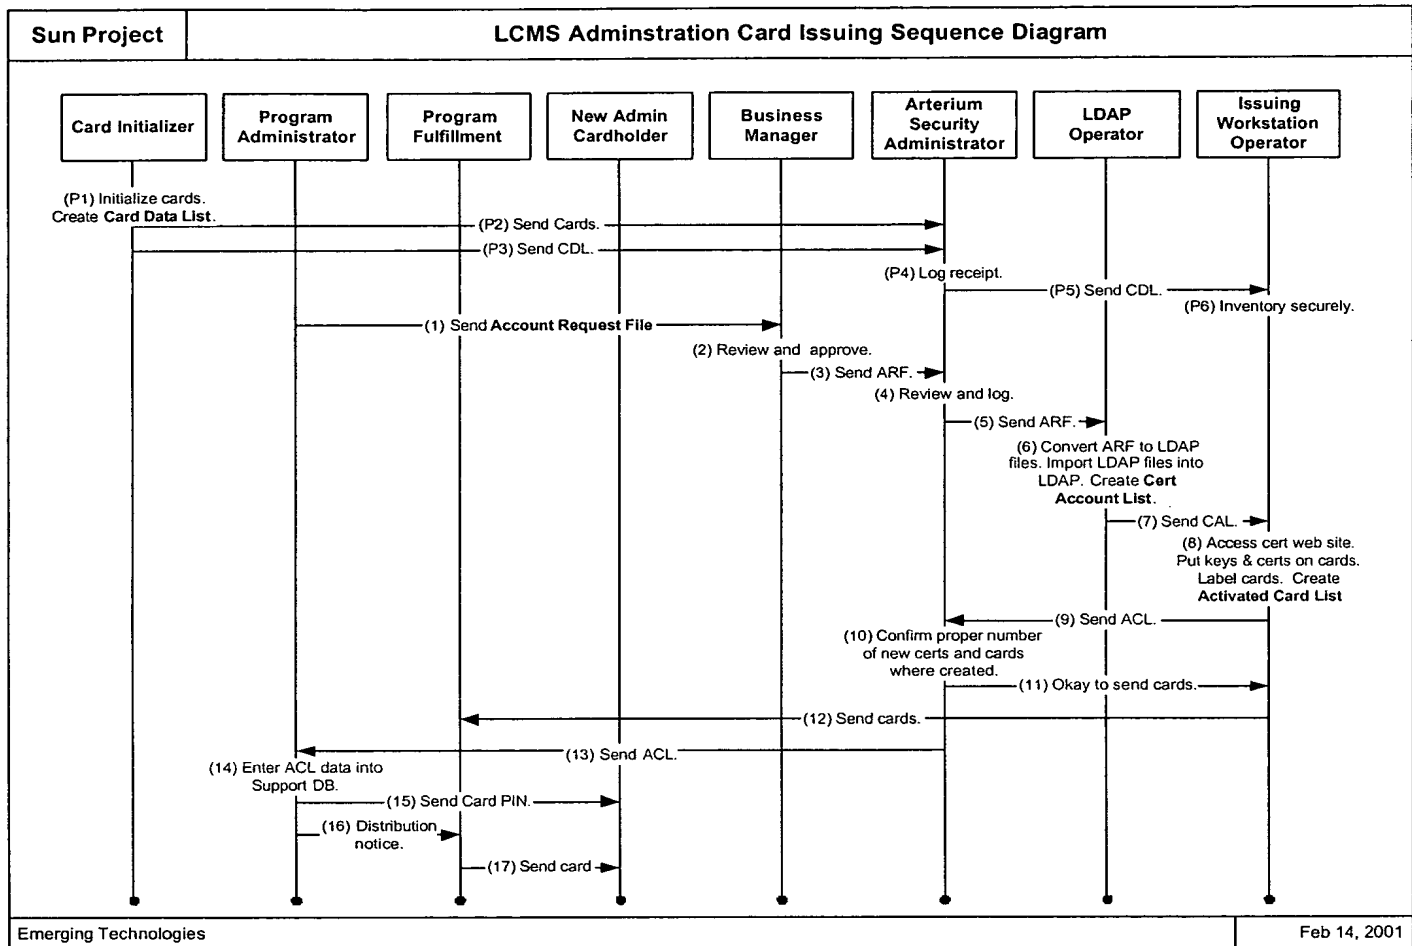 Sun Project
LCMS Adminstration Card Issuing Sequence Diagram
Card Initializer
Program
Administrator
Program
Fulfillment
New Admin
Cardholder
Business
Manager
Arterium
Security
Administrator
LDAP
Operator
Issuing
Workstation
Operator
(P1) Initialize cards.
Create Card Data List.
(P2) Send Cards.
(P3) Send CDL.
(P4) Log receipt.
(P5) Send CDL.
(P6) Inventory securely.
(1) Send Account Request File
(2) Review and approve.
(3) Send ARF.
(4) Review and log.
(5) Send ARF.
(6) Convert ARF to LDAP
files. Import LDAP files into
LDAP. Create Cert
Account List.
(7) Send CAL.
(8) Access cert web site.
Put keys & certs on cards.
Label cards. Create
Activated Card List
(9) Send ACL.
(10) Confirm proper number
of new certs and cards
where created.
(11) Okay to send cards.
(12) Send cards.
(13) Send ACL.
(14) Enter ACL data into
Support DB.
(15) Send Card PIN.
(16) Distribution
notice.
(17) Send card
Emerging Technologies
Feb 14, 2001